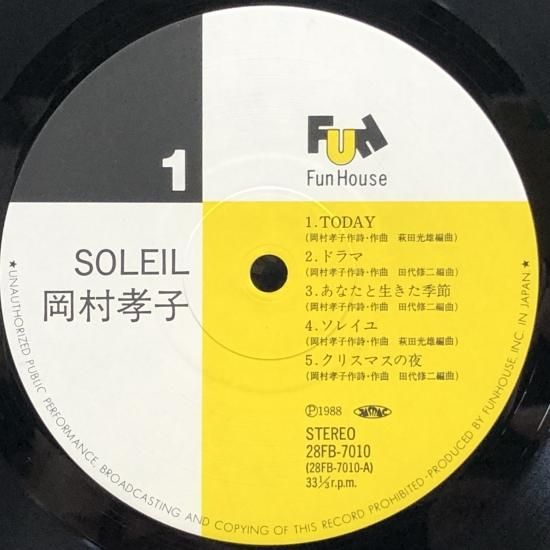 1
Fun
Fun House
SOLEIL
岡村孝子
1.TODAY
(岡村孝子作詩・作曲 萩田光雄編曲)
2.ドラマ
(岡村孝子作詩・作曲 田代修二編曲)
3.あなたと生きた季節
(岡村孝子作詩・作曲 田代修二編曲)
4.ソレイユ
(岡村孝子作詩・作曲 萩田光雄編曲)
5.クリスマスの夜
(岡村孝子作詩・作曲 田代修二編曲)
Ⓟ1988 JASRAC
STEREO
28FB-7010
(28FB-7010-A)
33⅓r.p.m.
★UNAUTHORIZED PUBLIC PERFORMANCE, BROADCASTING AND COPYING OF THIS RECORD PROHIBITED・PRODUCED BY FUNHOUSE, INC. IN JAPAN★